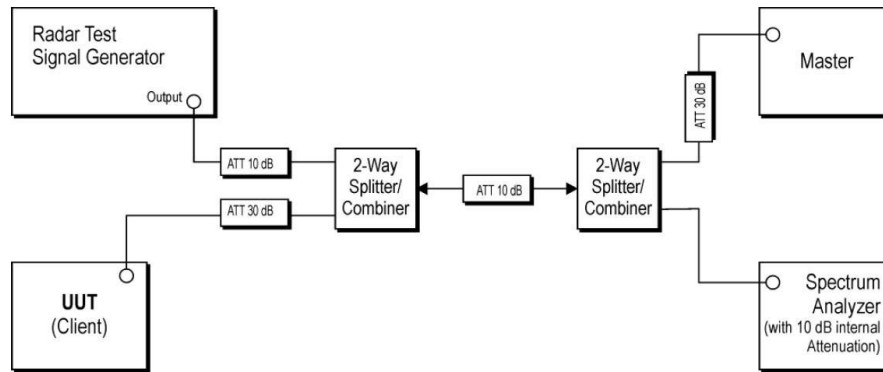 Radar Test
Signal Generator
Output
ATT 10 dB
2-Way
Splitter/
Combiner
ATT 30 dB
UUT
(Client)
ATT 10 dB
2-Way
Splitter/
Combiner
ATT 30 dB
Master
Spectrum
Analyzer
(with 10 dB internal
Attenuation)